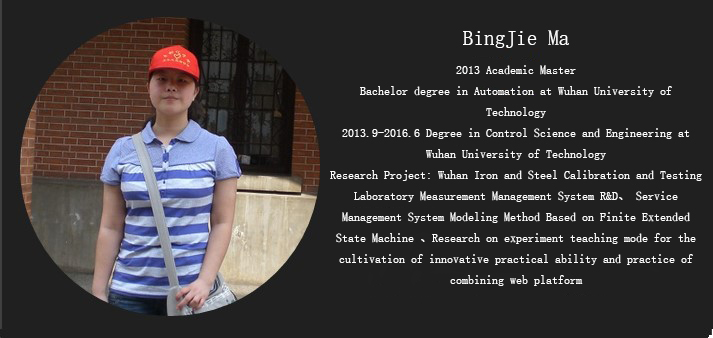 BingJie Ma
2013 Academic Master
Bachelor degree in Automation at Wuhan University of
Technology
2013.9-2016.6 Degree in Control Science and Engineering at
Wuhan University of Technology
Research Project: Wuhan Iron and Steel Calibration and Testing
Laboratory Measurement Management System R&D、 Service
Management System Modeling Method Based on Pinite Extended
State Machine 、Research on experiment teaching mode for the
cultivation of innovative practical ability and practice of
combining web platform